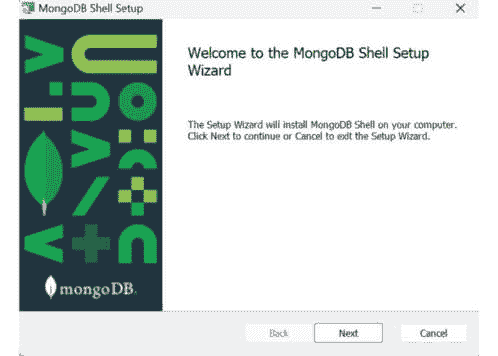 MongoDB Shell Setup
Welcome to the MongoDB Shell Setup
Wizard
The Setup Wizard will install MongoDB Shell on your computer.
Click Next to continue or Cancel to exit the Setup Wizard.
mongoDB.
Back Next Cancel